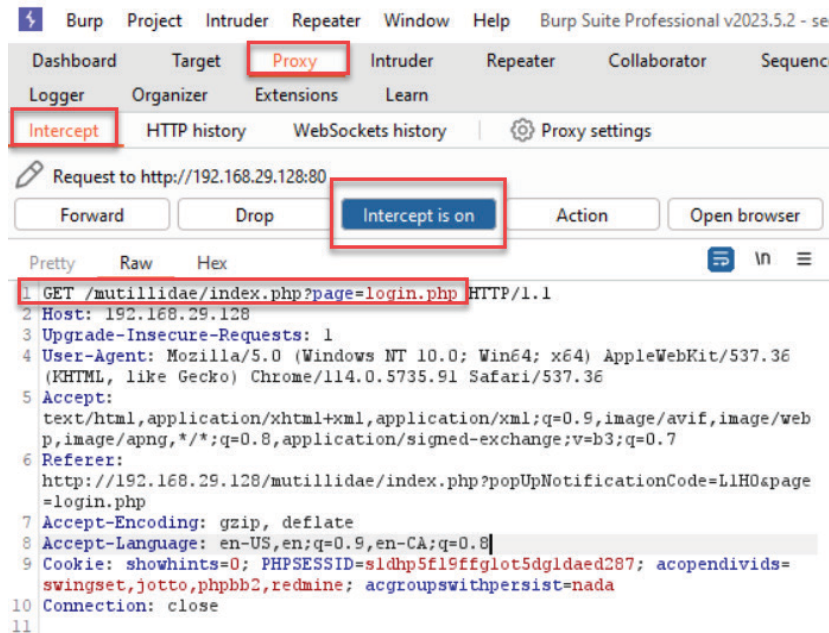 Burp Project Intruder Repeater Window Help Burp Suite Professional v2023.5.2 - se
Dashboard Target Proxy Intruder Repeater Collaborator Sequenc
Logger Organizer Extensions Learn
Intercept HTTP history WebSockets history Proxy settings
Request to http://192.168.29.128:80
Forward Drop Intercept is on Action Open browser
Pretty Raw Hex \n
1 GET /mutillidae/index.php?page=login.php HTTP/1.1
2 Host: 192.168.29.128
3 Upgrade-Insecure-Requests: 1
4 User-Agent: Mozilla/5.0 (Windows NT 10.0; Win64; x64) AppleWebKit/537.36
(KHTML, like Gecko) Chrome/114.0.5735.91 Safari/537.36
5 Accept:
text/html,application/xhtml+xml,application/xml;q=0.9,image/avif,image/web
p,image/apng,*/*;q=0.8,application/signed-exchange;v=b3;q=0.7
6 Referer:
http://192.168.29.128/mutillidae/index.php?popUpNotificationCode=L1H0&page
=login.php
7 Accept-Encoding: gzip, deflate
8 Accept-Language: en-US,en;q=0.9,en-CA;q=0.8
9 Cookie: showhints=0; PHPSESSID=sldhp5fl9ffglot5dgldaed287; acopendivids=
swingset,jotto,phpbb2,redmine; acgroupswithpersist=nada
10 Connection: close
11